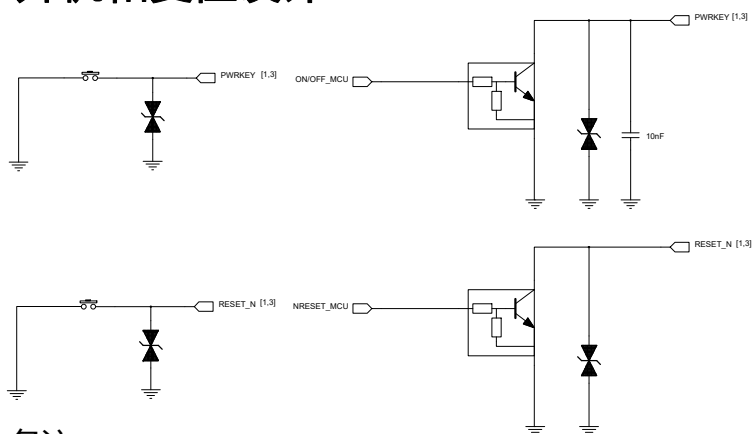 PWRKEY [1,3]
PWRKEY [1,3]
ON/OFF_MCU
10nF
RESET_N [1,3]
RESET_N [1,3]
NRESET_MCU